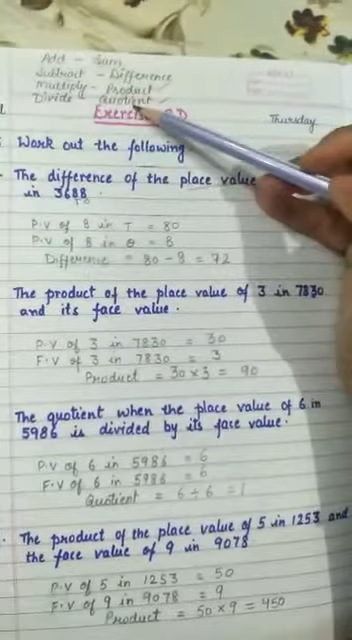 Add - Sum
Subtract - Difference
Multiply - Product
Divide - Quotient
Exercise D
Thursday
Work out the following
The difference of the place value
in 3688.
T O
P.V of 8 in T = 80
P.V of 8 in O = 8
Difference = 80 - 8 = 72
The product of the place value of 3 in 7830
and its face value.
P.V of 3 in 7830 = 30
F.V of 3 in 7830 = 3
Product = 30 × 3 = 90
The quotient when the place value of 6 in
5986 is divided by its face value.
P.V of 6 in 5986 = 6
F.V of 6 in 5986 = 6
Quotient = 6 ÷ 6 = 1
The product of the place value of 5 in 1253 and
the face value of 9 in 9078.
P.V of 5 in 1253 = 50
F.V of 9 in 9078 = 9
Product = 50 × 9 = 450